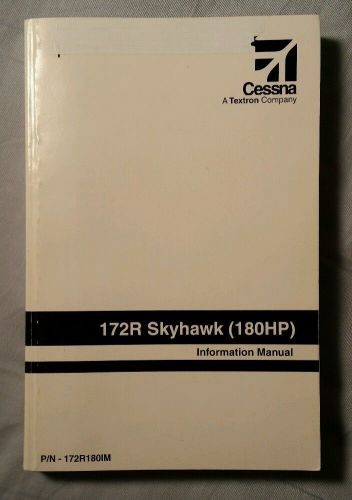 Cessna
A Textron Company
172R Skyhawk (180HP)
Information Manual
P/N - 172R180IM